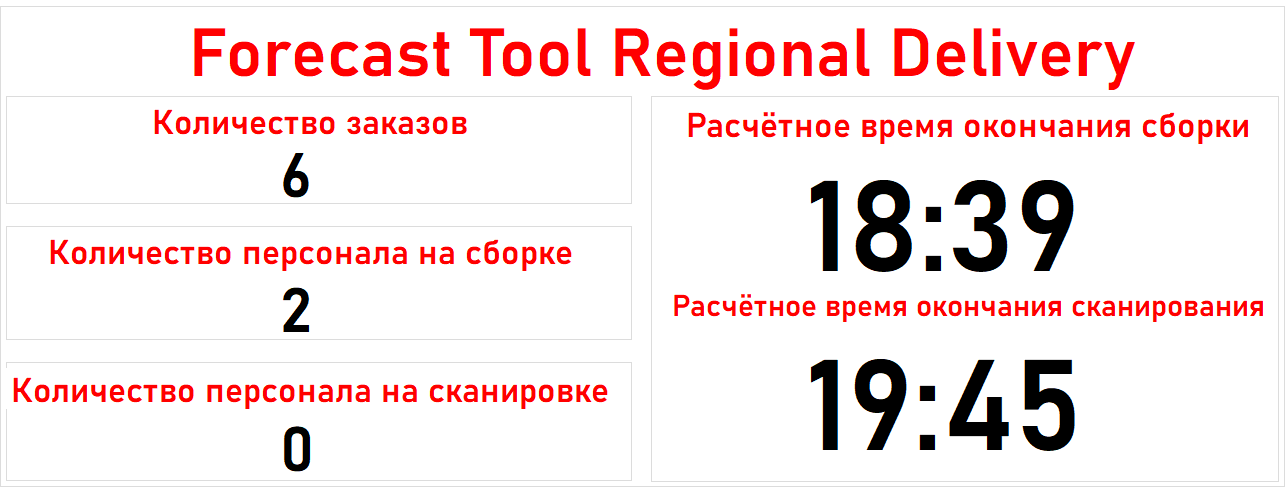 Forecast Tool Regional Delivery
Количество заказов
6
Количество персонала на сборке
2
Количество персонала на сканировке
0
Расчётное время окончания сборки
18:39
Расчётное время окончания сканирования
19:45